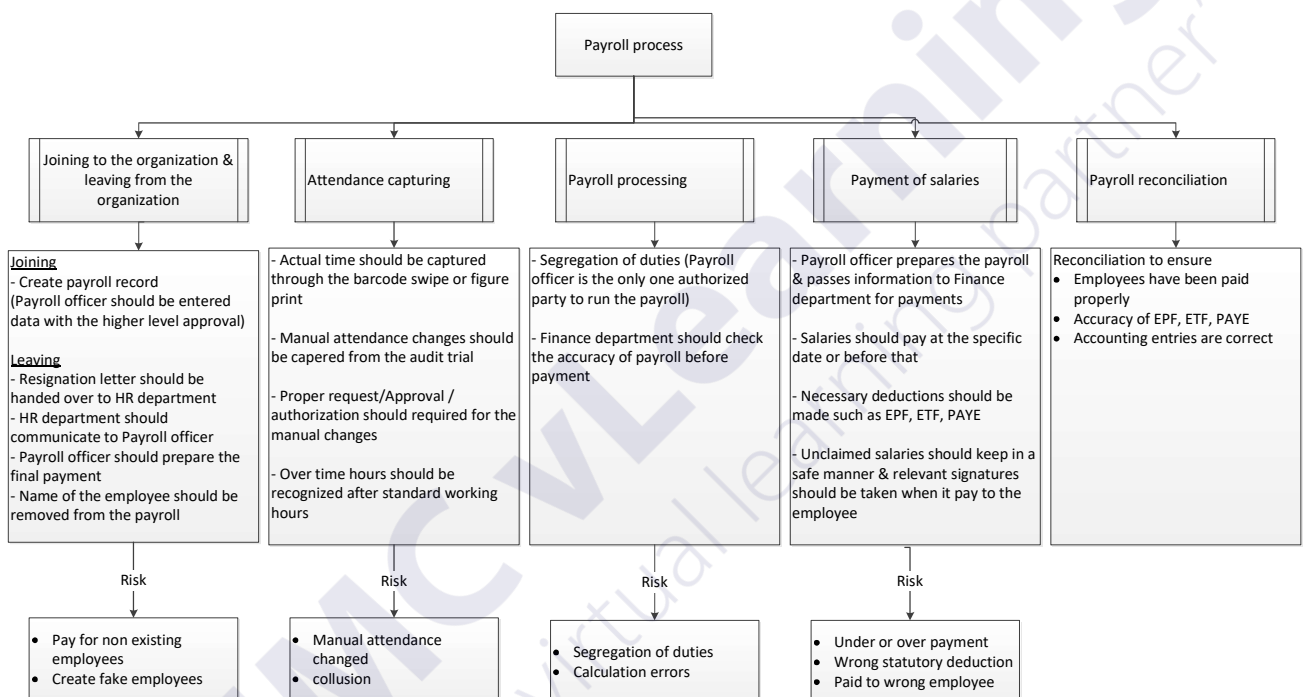 Payroll process
Joining to the organization &
leaving from the
organization
Attendance capturing
Payroll processing
Payment of salaries
Payroll reconciliation
Joining
- Create payroll record
(Payroll officer should be entered
data with the higher level approval)
Leaving
- Resignation letter should be
handed over to HR department
- HR department should
communicate to Payroll officer
- Payroll officer should prepare the
final payment
- Name of the employee should be
removed from the payroll
- Actual time should be captured
through the barcode swipe or figure
print
- Manual attendance changes should
be capered from the audit trial
- Proper request/Approval /
authorization should required for the
manual changes
- Over time hours should be
recognized after standard working
hours
- Segregation of duties (Payroll
officer is the only one authorized
party to run the payroll)
- Finance department should check
the accuracy of payroll before
payment
- Payroll officer prepares the payroll
& passes information to Finance
department for payments
- Salaries should pay at the specific
date or before that
- Necessary deductions should be
made such as EPF, ETF, PAYE
- Unclaimed salaries should keep in a
safe manner & relevant signatures
should be taken when it pay to the
employee
Reconciliation to ensure
• Employees have been paid
properly
• Accuracy of EPF, ETF, PAYE
• Accounting entries are correct
Risk
Risk
Risk
Risk
• Pay for non existing
employees
• Create fake employees
• Manual attendance
changed
• collusion
• Segregation of duties
• Calculation errors
• Under or over payment
• Wrong statutory deduction
• Paid to wrong employee
MC vLearning
virtual learning partner